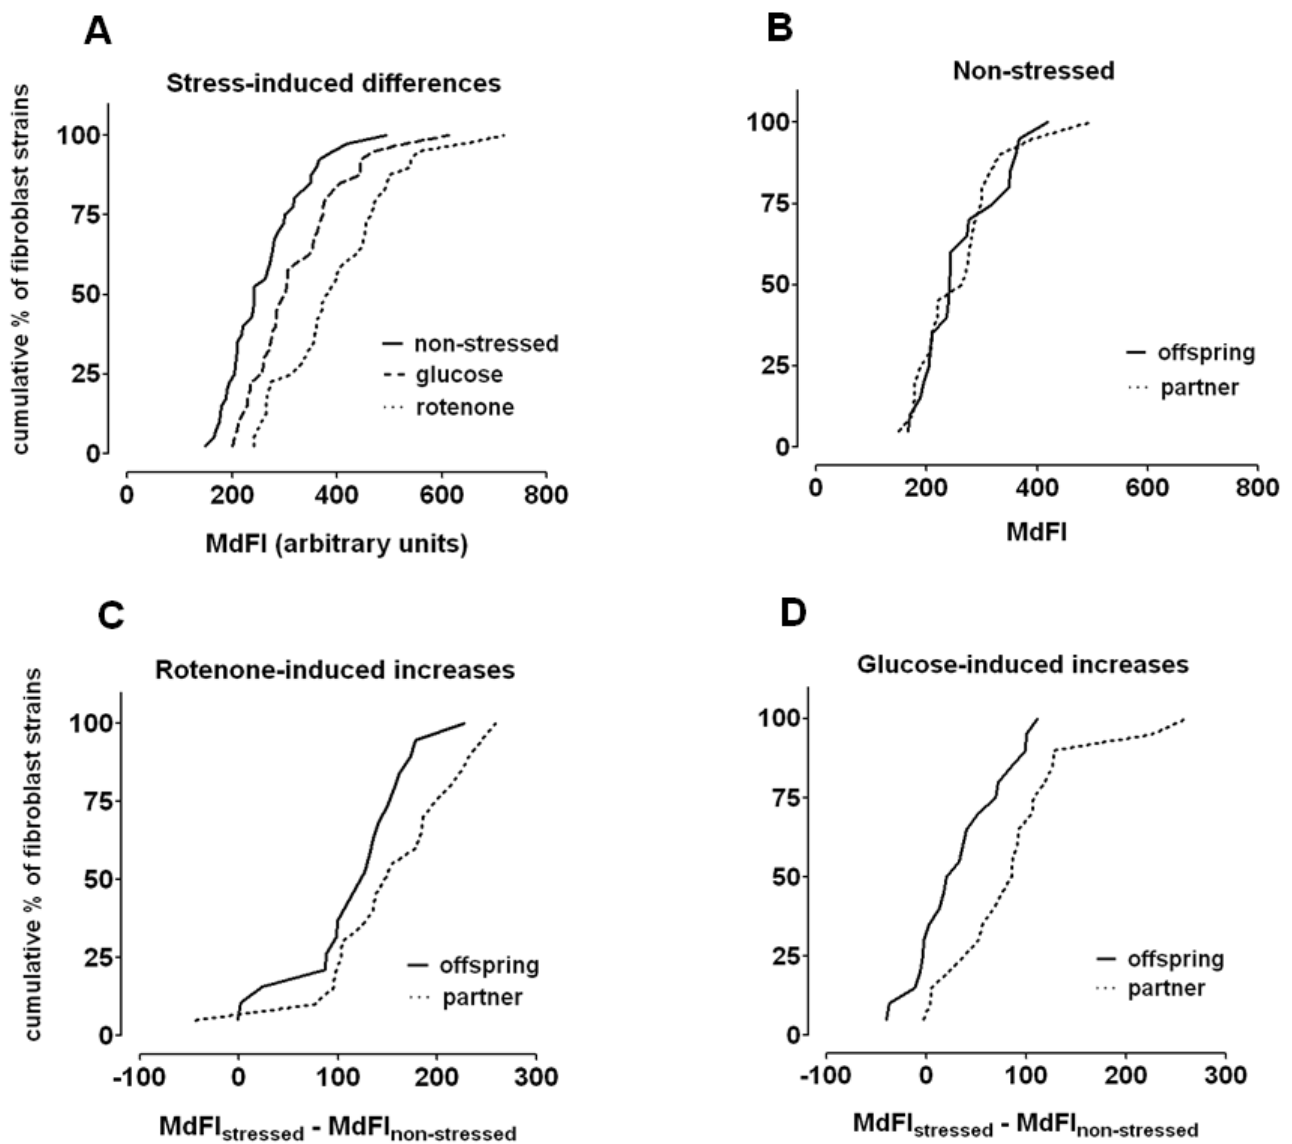 A
Stress-induced differences
cumulative % of fibroblast strains
100
75
50
25
0
non-stressed
glucose
rotenone
0 200 400 600 800
MdFI (arbitrary units)
B
Non-stressed
100
75
50
25
0
offspring
partner
0 200 400 600 800
MdFI
C
Rotenone-induced increases
cumulative % of fibroblast strains
100
75
50
25
0
offspring
partner
-100 0 100 200 300
MdFIstressed - MdFInon-stressed
D
Glucose-induced increases
100
75
50
25
0
offspring
partner
-100 0 100 200 300
MdFIstressed - MdFInon-stressed